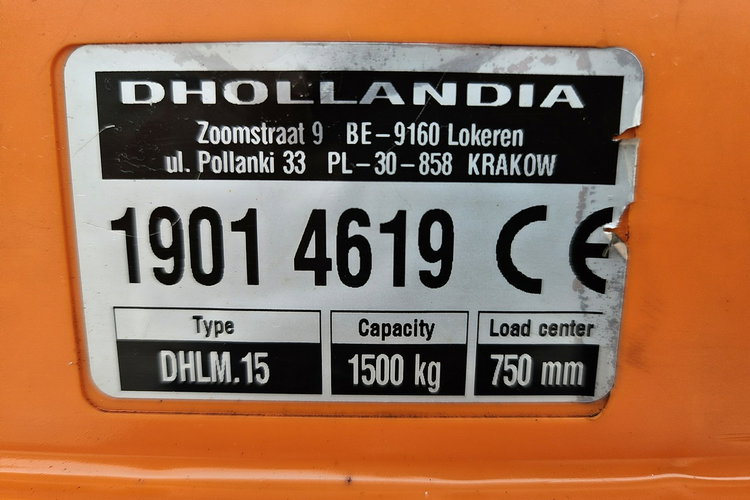 DHOLLANDIA
Zoomstraat 9 BE-9160 Lokeren
ul. Pollanki 33 PL-30-858 KRAKOW
1901 4619 CE
Type Capacity Load center
DHLM.15 1500 kg 750 mm